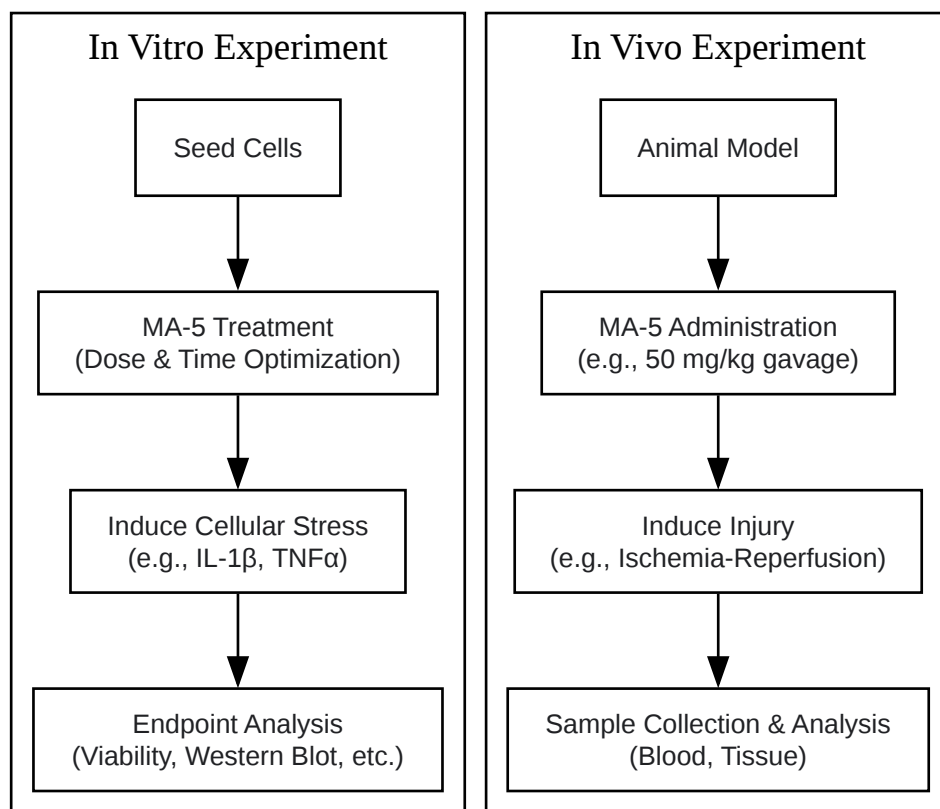 In Vitro Experiment
Seed Cells
MA-5 Treatment
(Dose & Time Optimization)
Induce Cellular Stress
(e.g., IL-1β, TNFα)
Endpoint Analysis
(Viability, Western Blot, etc.)
In Vivo Experiment
Animal Model
MA-5 Administration
(e.g., 50 mg/kg gavage)
Induce Injury
(e.g., Ischemia-Reperfusion)
Sample Collection & Analysis
(Blood, Tissue)